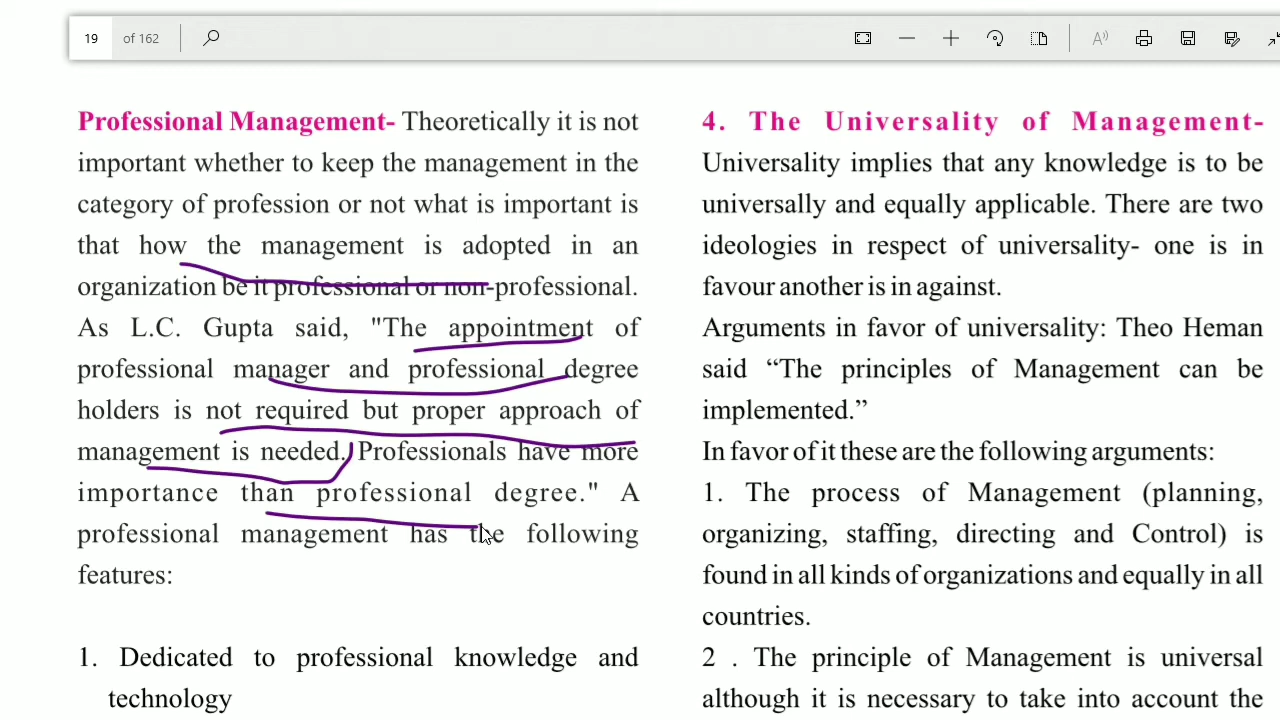 19 of 162
Professional Management- Theoretically it is not
important whether to keep the management in the
category of profession or not what is important is
that how the management is adopted in an
organization be it professional or non-professional.
As L.C. Gupta said, "The appointment of
professional manager and professional degree
holders is not required but proper approach of
management is needed. Professionals have more
importance than professional degree." A
professional management has the following
features:
1. Dedicated to professional knowledge and
technology
4. The Universality of Management-
Universality implies that any knowledge is to be
universally and equally applicable. There are two
ideologies in respect of universality- one is in
favour another is in against.
Arguments in favor of universality: Theo Heman
said “The principles of Management can be
implemented.”
In favor of it these are the following arguments:
1. The process of Management (planning,
organizing, staffing, directing and Control) is
found in all kinds of organizations and equally in all
countries.
2 . The principle of Management is universal
although it is necessary to take into account the